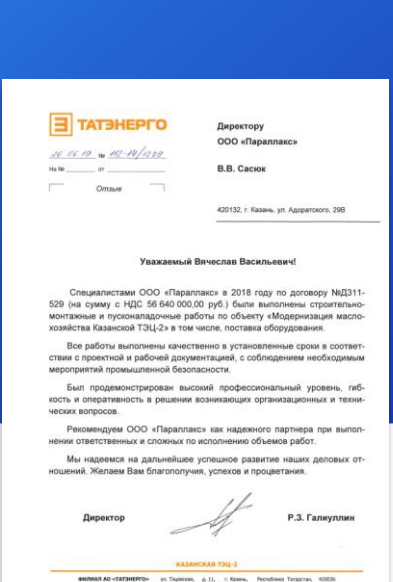 ТАТЭНЕРГО
26.06.19 № 112-14/1209
На № ________ от ________
Отзыв
Директору
ООО «Параллакс»
В.В. Сасюк
420132, г. Казань, ул. Адоратского, 29В
Уважаемый Вячеслав Васильевич!
Специалистами ООО «Параллакс» в 2018 году по договору №Д311-
529 (на сумму с НДС 56 640 000,00 руб.) были выполнены строительно-
монтажные и пусконаладочные работы по объекту «Модернизация масло-
хозяйства Казанской ТЭЦ-2» в том числе, поставка оборудования.
Все работы выполнены качественно в установленные сроки в соответ-
ствии с проектной и рабочей документацией, с соблюдением необходимым
мероприятий промышленной безопасности.
Был продемонстрирован высокий профессиональный уровень, гиб-
кость и оперативность в решении возникающих организационных и техни-
ческих вопросов.
Рекомендуем ООО «Параллакс» как надежного партнера при выпол-
нении ответственных и сложных по исполнению объемов работ.
Мы надеемся на дальнейшее успешное развитие наших деловых от-
ношений. Желаем Вам благополучия, успехов и процветания.
Директор
Р.З. Галиуллин
КАЗАНСКАЯ ТЭЦ-2
ФИЛИАЛ АО «ТАТЭНЕРГО» ул. Тэцевская, д. 11, г. Казань, Республика Татарстан, 420036